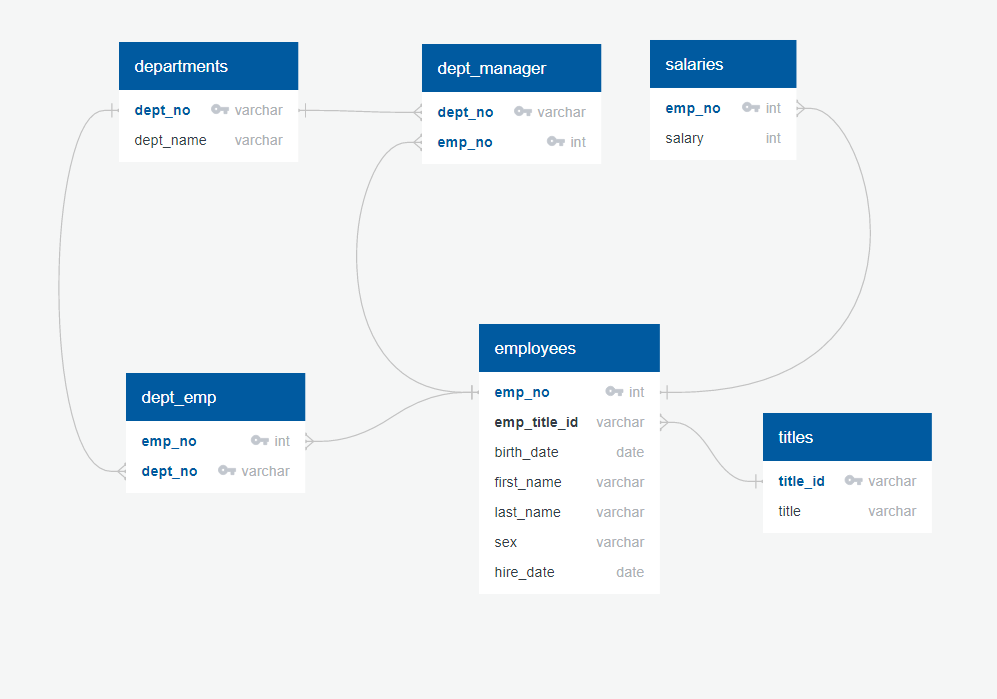 departments
dept_no varchar
dept_name varchar
dept_manager
dept_no varchar
emp_no int
salaries
emp_no int
salary int
employees
emp_no int
emp_title_id varchar
birth_date date
first_name varchar
last_name varchar
sex varchar
hire_date date
dept_emp
emp_no int
dept_no varchar
titles
title_id varchar
title varchar